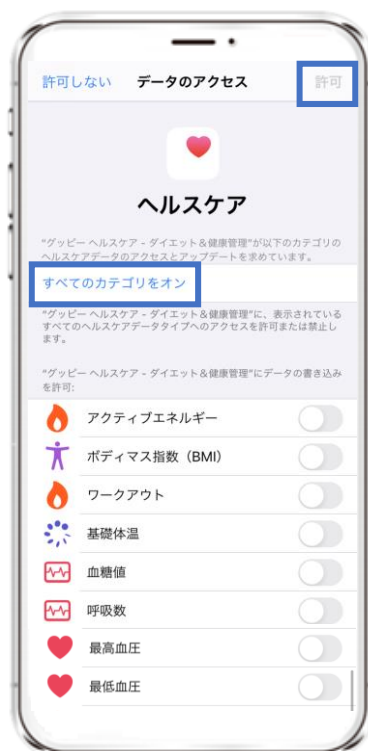 許可しない データのアクセス 許可
ヘルスケア
"グッピー ヘルスケア - ダイエット＆健康管理"が以下のカテゴリの
ヘルスケアデータのアクセスとアップデートを求めています。
すべてのカテゴリをオン
"グッピー ヘルスケア - ダイエット＆健康管理"に、表示されている
すべてのヘルスケアデータタイプへのアクセスを許可または禁止し
ます。
"グッピー ヘルスケア - ダイエット＆健康管理"にデータの書き込み
を許可:
アクティブエネルギー
ボディマス指数（BMI）
ワークアウト
基礎体温
血糖値
呼吸数
最高血圧
最低血圧